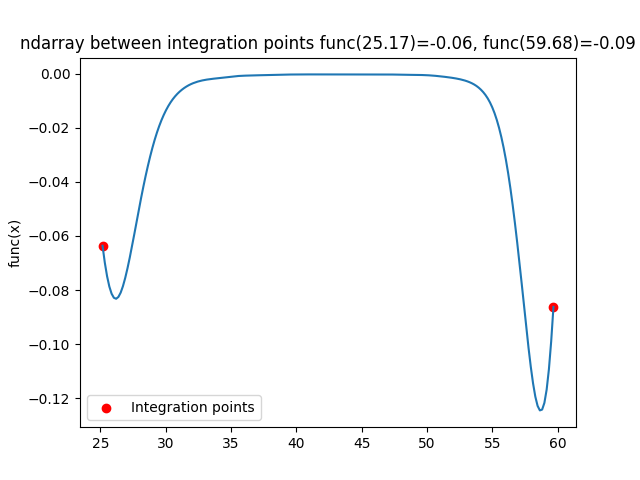 ndarray between integration points func(25.17)=-0.06, func(59.68)=-0.09
0.00
−0.02
−0.04
−0.06
−0.08
−0.10
−0.12
func(x)
Integration points
25 30 35 40 45 50 55 60